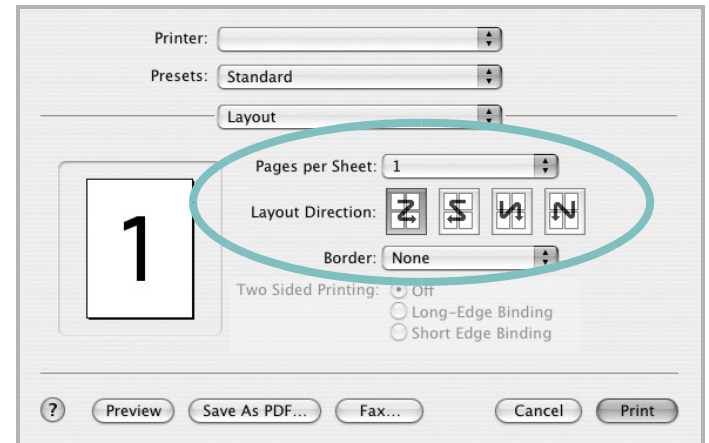 Printer:
Presets: Standard
Layout
Pages per Sheet: 1
Layout Direction:
1
Border: None
Two Sided Printing: Off
Long-Edge Binding
Short Edge Binding
? Preview Save As PDF... Fax... Cancel Print